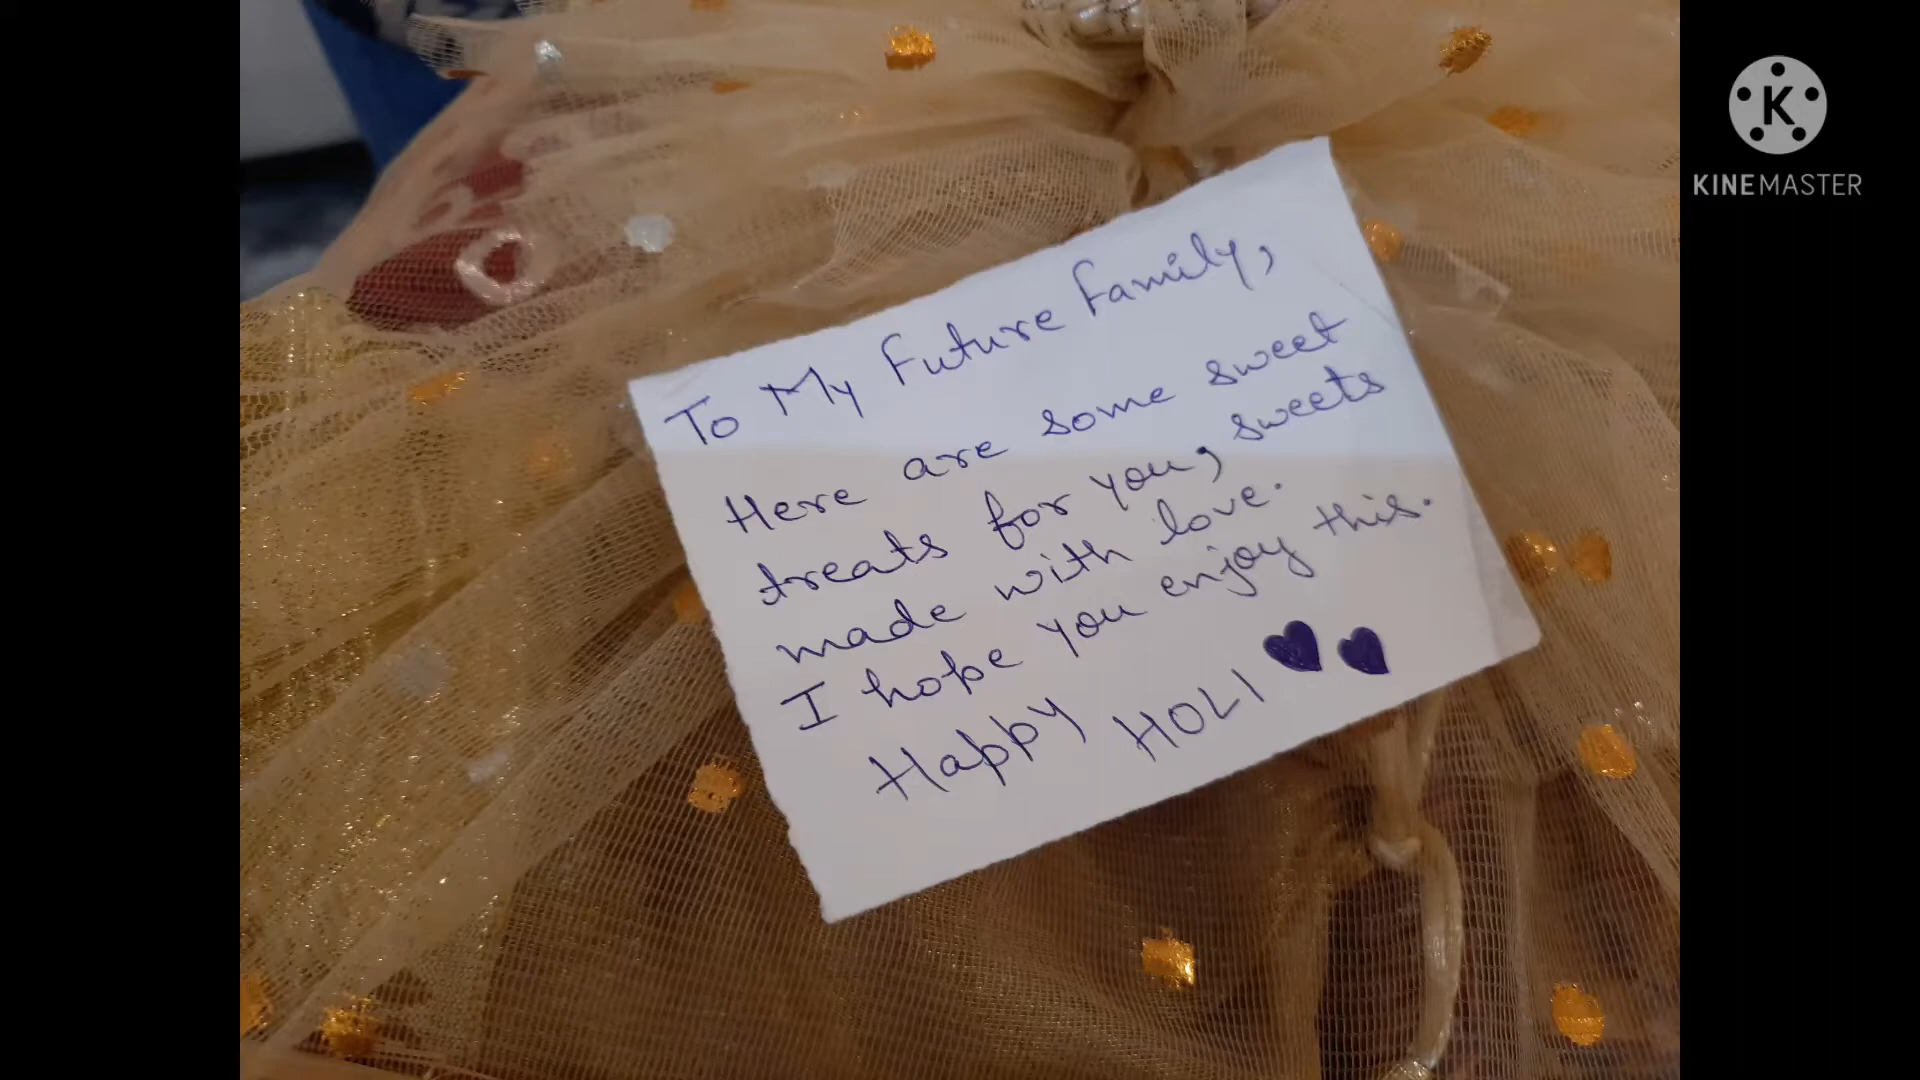 To My Future Family,
Here are some sweet
treats for you, sweets
made with love.
I hope you enjoy this.
Happy HOLI
K
KINEMASTER